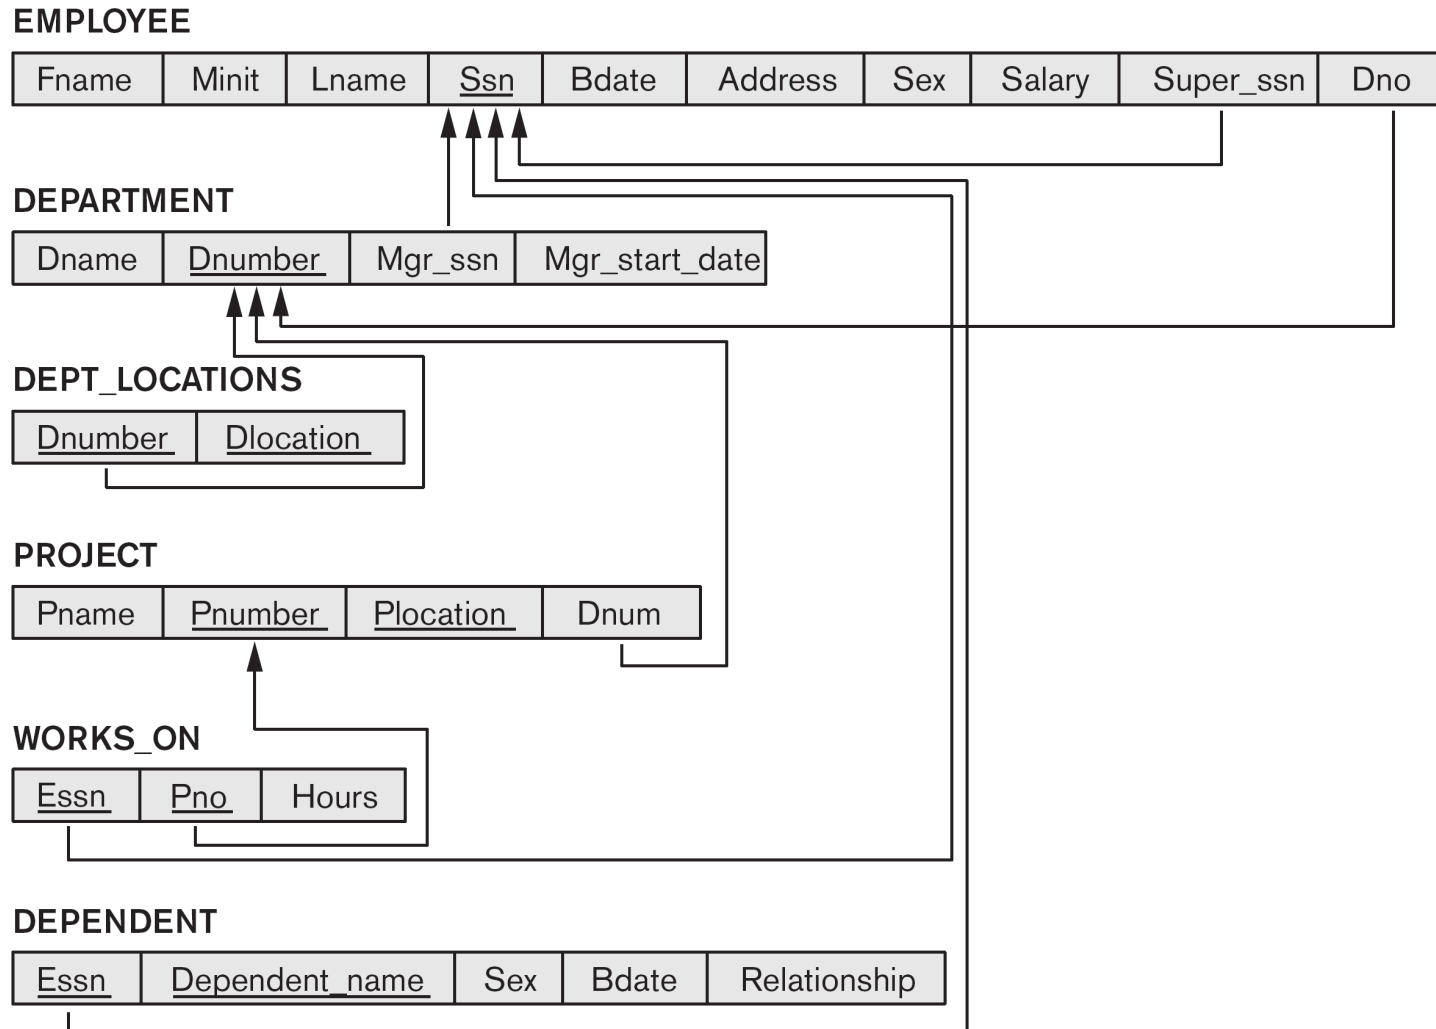 EMPLOYEE
Fname Minit Lname Ssn Bdate Address Sex Salary Super_ssn Dno
DEPARTMENT
Dname Dnumber Mgr_ssn Mgr_start_date
DEPT_LOCATIONS
Dnumber Dlocation
PROJECT
Pname Pnumber Plocation Dnum
WORKS_ON
Essn Pno Hours
DEPENDENT
Essn Dependent_name Sex Bdate Relationship